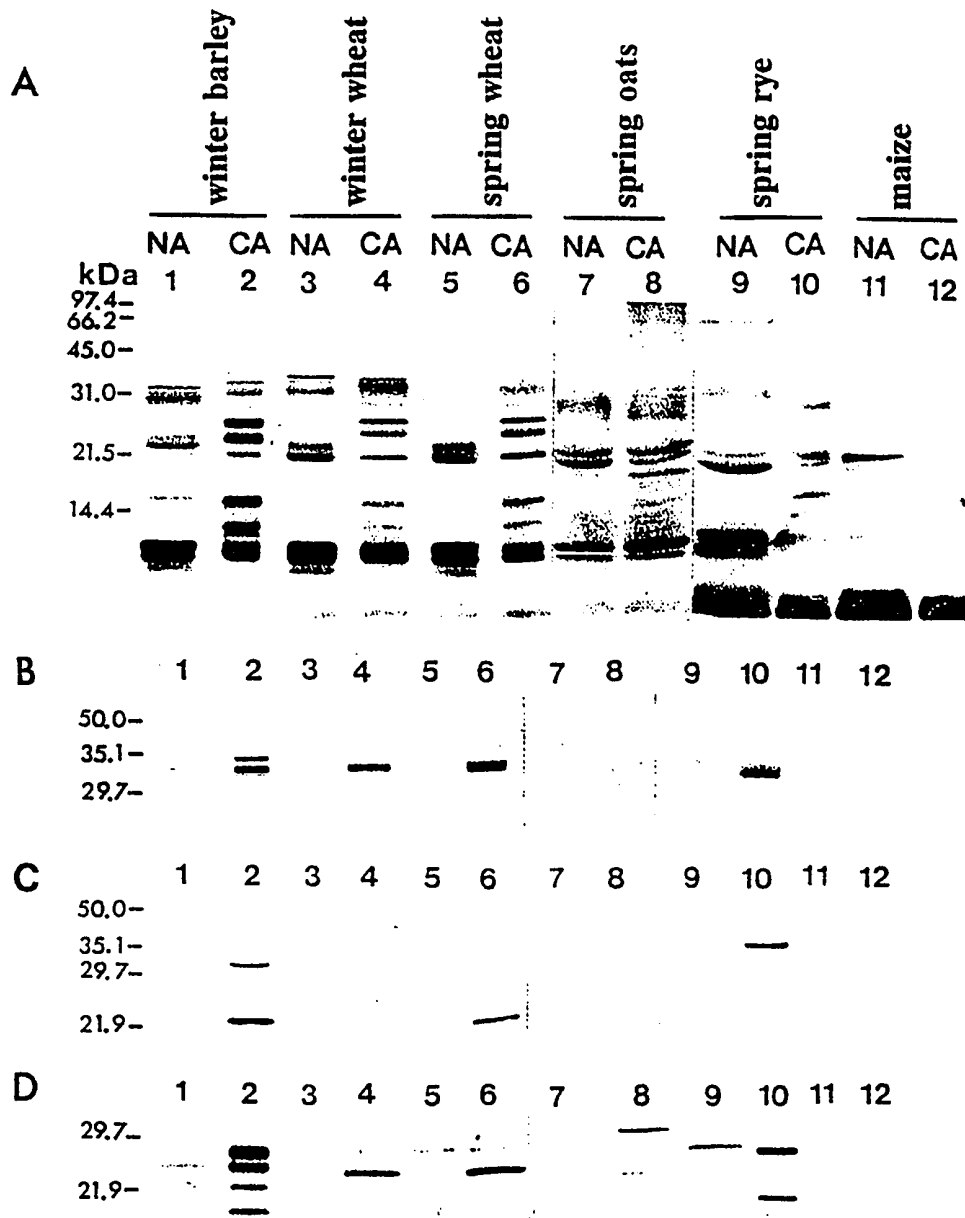 A
winter barley
winter wheat
spring wheat
spring oats
spring rye
maize
NA CA NA CA NA CA NA CA NA CA NA CA
kDa 1 2 3 4 5 6 7 8 9 10 11 12
97.4–
66.2–
45.0–
31.0–
21.5–
14.4–
B 1 2 3 4 5 6 7 8 9 10 11 12
50.0–
35.1–
29.7–
C 1 2 3 4 5 6 7 8 9 10 11 12
50.0–
35.1–
29.7–
21.9–
D 1 2 3 4 5 6 7 8 9 10 11 12
29.7–
21.9–